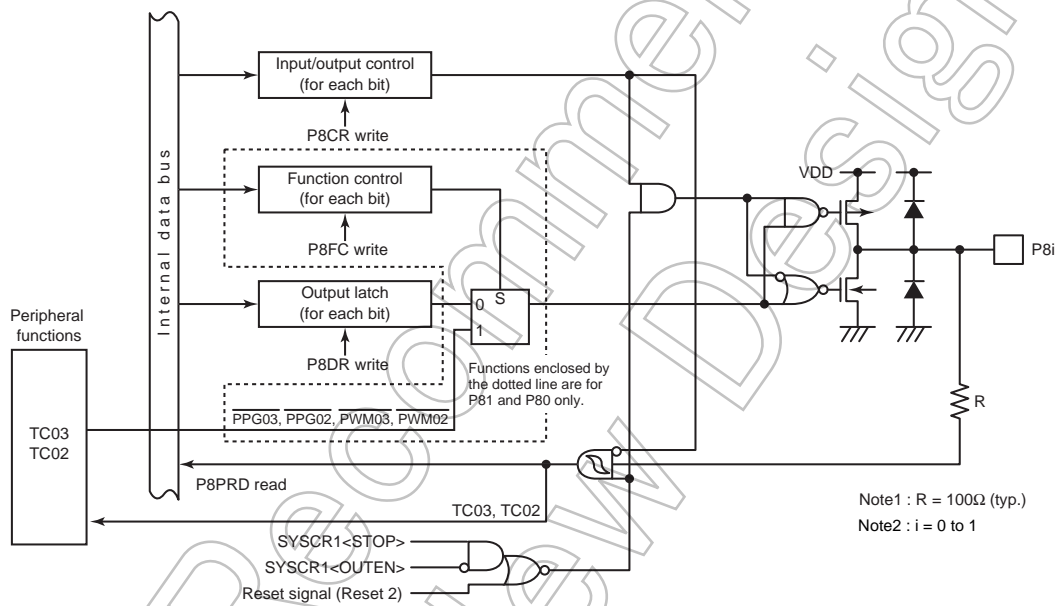 Input/output control
(for each bit)
P8CR write
Function control
(for each bit)
P8FC write
Output latch
(for each bit)
P8DR write
Internal data bus
Peripheral
functions
TC03
TC02
0
1
S
Functions enclosed by
the dotted line are for
P81 and P80 only.
PPG03, PPG02, PWM03, PWM02
P8PRD read
TC03, TC02
SYSCR1<STOP>
SYSCR1<OUTEN>
Reset signal (Reset 2)
VDD
P8i
R
Note1 : R = 100Ω (typ.)
Note2 : i = 0 to 1